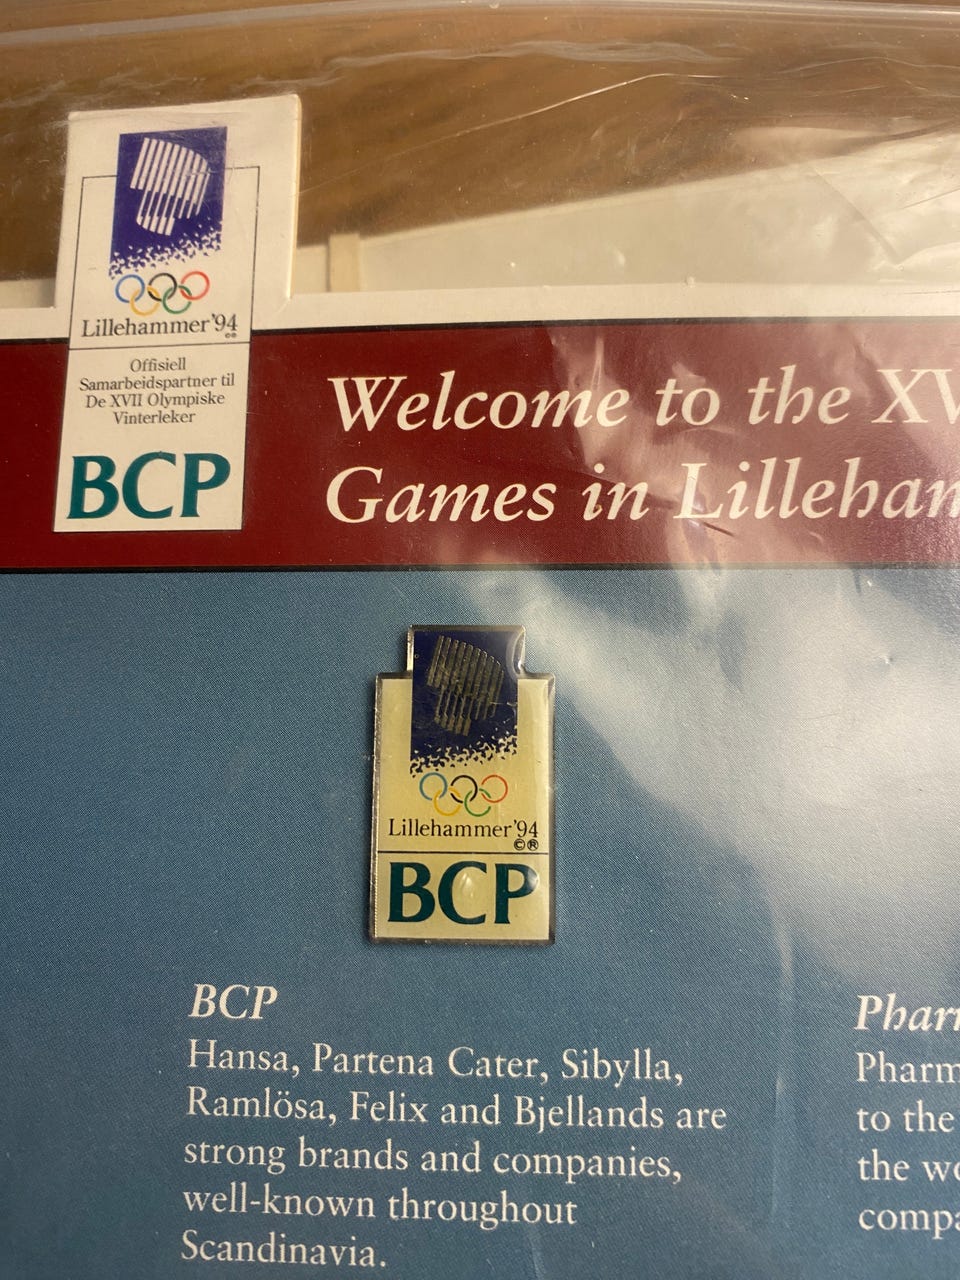 Lillehammer'94
©®
Offisiell
Samarbeidspartner til
De XVII Olympiske
Vinterleker
BCP
Welcome to the XV
Games in Lilleham
Lillehammer'94
©®
BCP
BCP
Hansa, Partena Cater, Sibylla,
Ramlösa, Felix and Bjellands are
strong brands and companies,
well-known throughout
Scandinavia.
Phar
Pharm
to the
the wo
compa